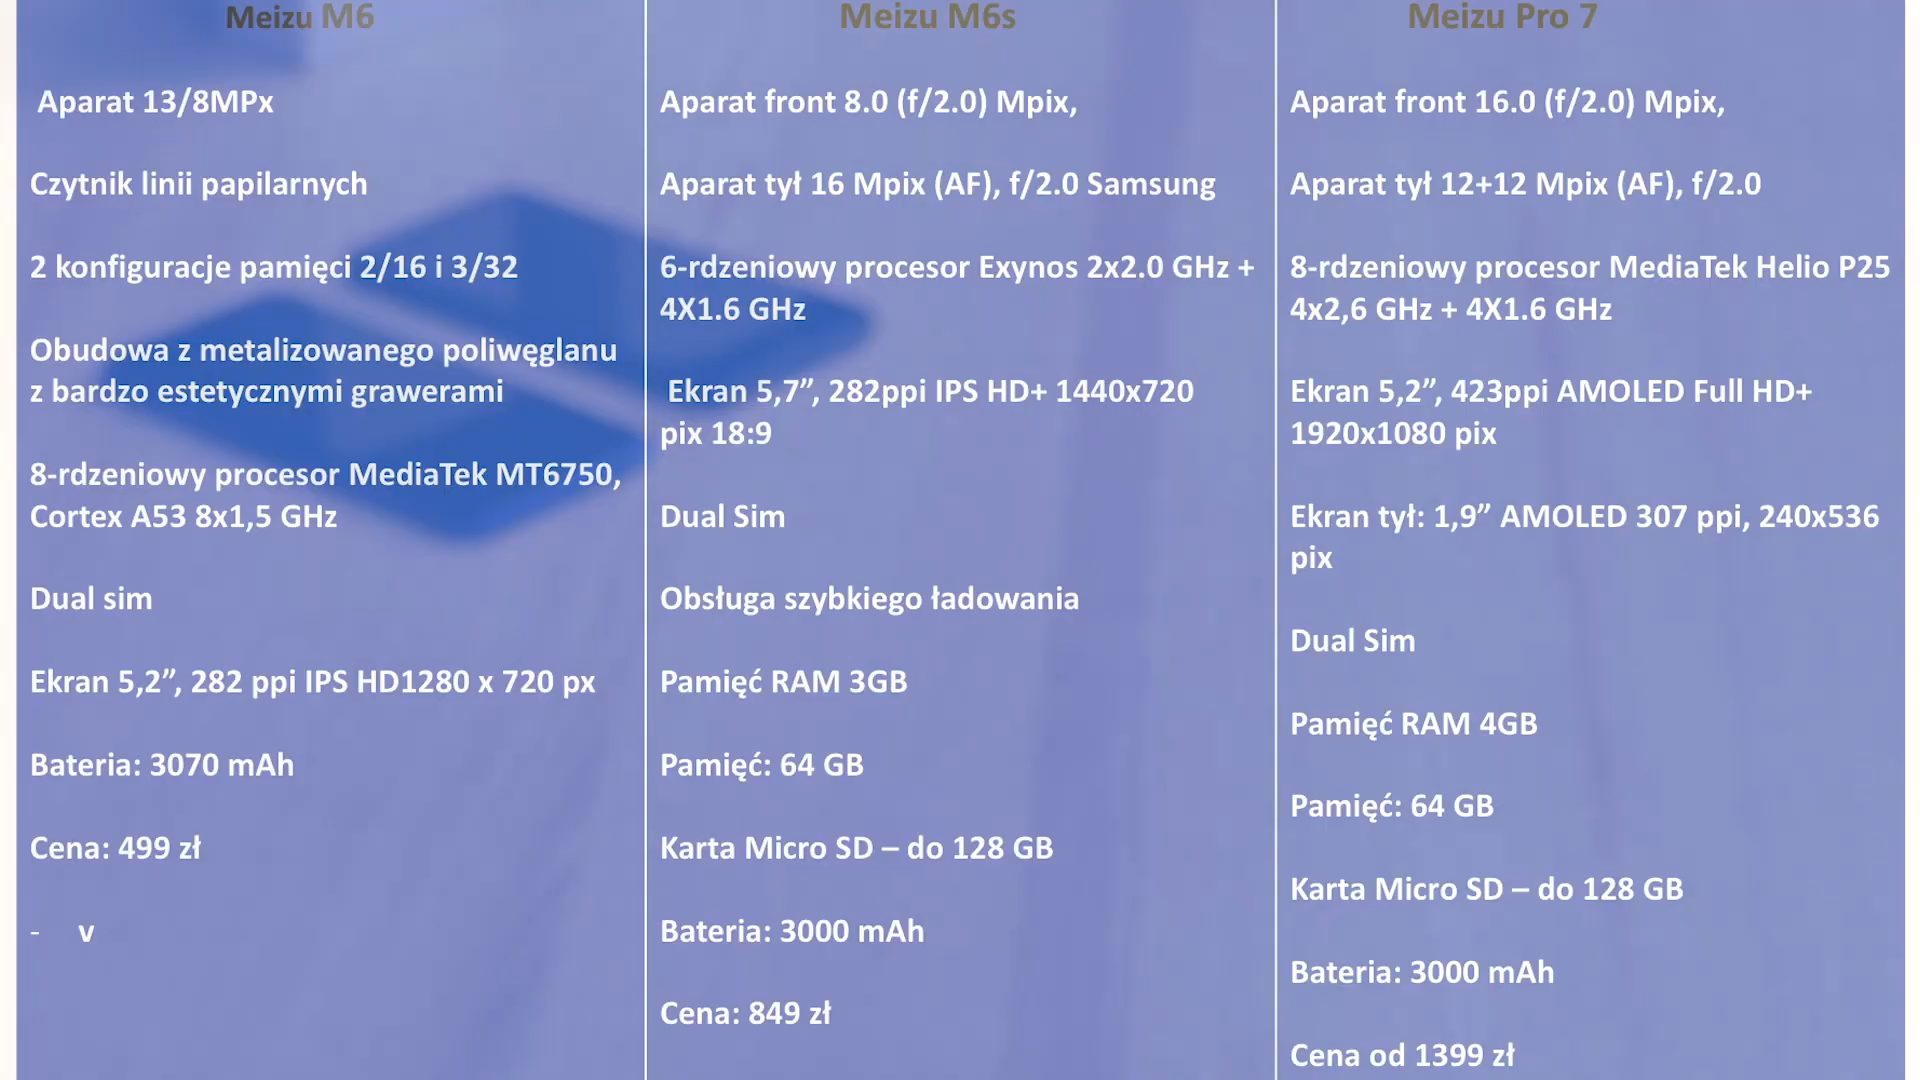 Meizu M6
Aparat 13/8MPx
Czytnik linii papilarnych
2 konfiguracje pamięci 2/16 i 3/32
Obudowa z metalizowanego poliwęglanu
z bardzo estetycznymi grawerami
8-rdzeniowy procesor MediaTek MT6750,
Cortex A53 8x1,5 GHz
Dual sim
Ekran 5,2”, 282 ppi IPS HD1280 x 720 px
Bateria: 3070 mAh
Cena: 499 zł
- v
Meizu M6s
Aparat front 8.0 (f/2.0) Mpix,
Aparat tył 16 Mpix (AF), f/2.0 Samsung
6-rdzeniowy procesor Exynos 2x2.0 GHz +
4X1.6 GHz
Ekran 5,7”, 282ppi IPS HD+ 1440x720
pix 18:9
Dual Sim
Obsługa szybkiego ładowania
Pamięć RAM 3GB
Pamięć: 64 GB
Karta Micro SD – do 128 GB
Bateria: 3000 mAh
Cena: 849 zł
Meizu Pro 7
Aparat front 16.0 (f/2.0) Mpix,
Aparat tył 12+12 Mpix (AF), f/2.0
8-rdzeniowy procesor MediaTek Helio P25
4x2,6 GHz + 4X1.6 GHz
Ekran 5,2”, 423ppi AMOLED Full HD+
1920x1080 pix
Ekran tył: 1,9” AMOLED 307 ppi, 240x536
pix
Dual Sim
Pamięć RAM 4GB
Pamięć: 64 GB
Karta Micro SD – do 128 GB
Bateria: 3000 mAh
Cena od 1399 zł